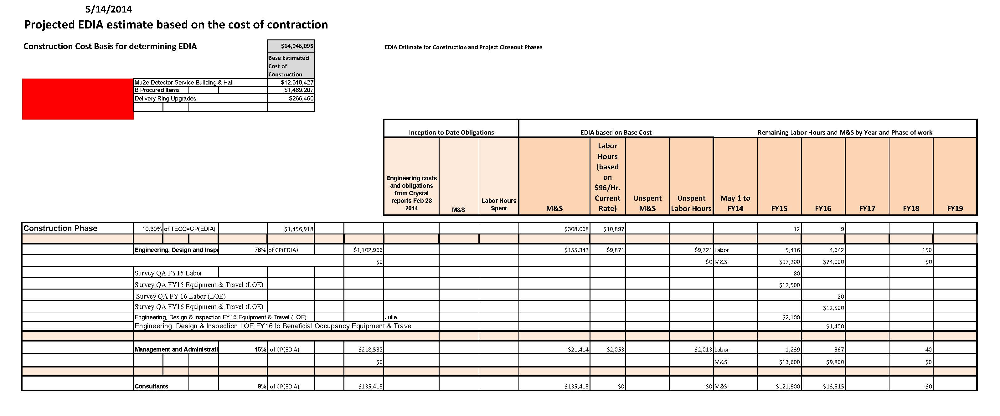 5/14/2014
Projected EDIA estimate based on the cost of contraction
Construction Cost Basis for determining EDIA $14,046,095 EDIA Estimate for Construction and Project Closeout Phases
Base Estimated
Cost of
Construction
Mu2e Detector Service Building & Hall $12,310,427
B Procured Items $1,469,207
Delivery Ring Upgrades $266,460
Inception to Date Obligations EDIA based on Base Cost Remaining Labor Hours and M&S by Year and Phase of work
Engineering costs
and obligations
from Crystal
reports Feb 28
2014
M&S
Labor Hours
Spent
M&S
Labor
Hours
(based
on
$96/Hr.
Current
Rate)
Unspent
M&S
Unspent
Labor Hours
May 1 to
FY14
FY15
FY16
FY17
FY18
FY19
Construction Phase 10.30% of TECC=CP(EDIA) $1,456,918 $308,068 $10,897 12 9
Engineering, Design and Inspe 76% of CP(EDIA) $1,102,966 $155,342 $9,871 $9,721 Labor 5,416 4,642 150
$0 $0 M&S $97,200 $74,000 $0
Survey QA FY15 Labor 80
Survey QA FY15 Equipment & Travel (LOE) $12,500
Survey QA FY 16 Labor (LOE) 80
Survey QA FY16 Equipment & Travel (LOE) $12,500
Engineering, Design & Inspection FY15 Equipment & Travel (LOE) Julie $2,100
Engineering, Design & Inspection LOE FY16 to Beneficial Occupancy Equipment & Travel $1,400
Management and Administrati 15% of CP(EDIA) $218,538 $21,414 $2,053 $2,013 Labor 1,239 967 40
$0 M&S $13,600 $9,800 $0
Consultants 9% of CP(EDIA) $135,415 $135,415 $0 $0 M&S $121,900 $13,515 $0